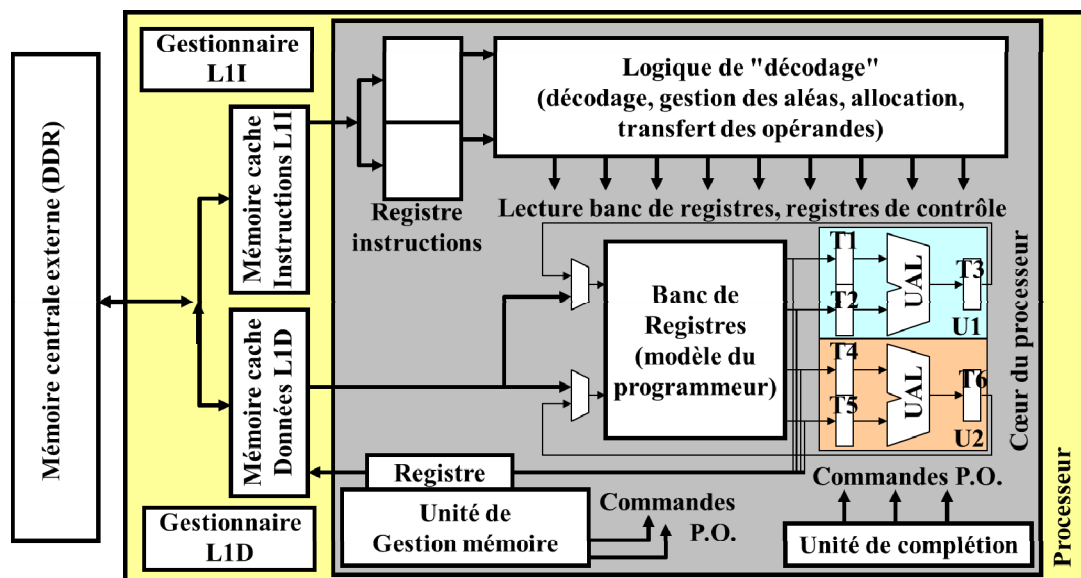 Mémoire centrale externe (DDR)
Gestionnaire
L1I
Mémoire cache
Instructions L1I
Mémoire cache
Données L1D
Gestionnaire
L1D
Registre
instructions
Logique de "décodage"
(décodage, gestion des aléas, allocation,
transfert des opérandes)
Lecture banc de registres, registres de contrôle
Banc de
Registres
(modèle du
programmeur)
T1
T2
UAL
T3
U1
T4
T5
UAL
T6
U2
Cœur du processeur
Registre
Unité de
Gestion mémoire
Commandes
P.O.
Commandes P.O.
Unité de complétion
Processeur